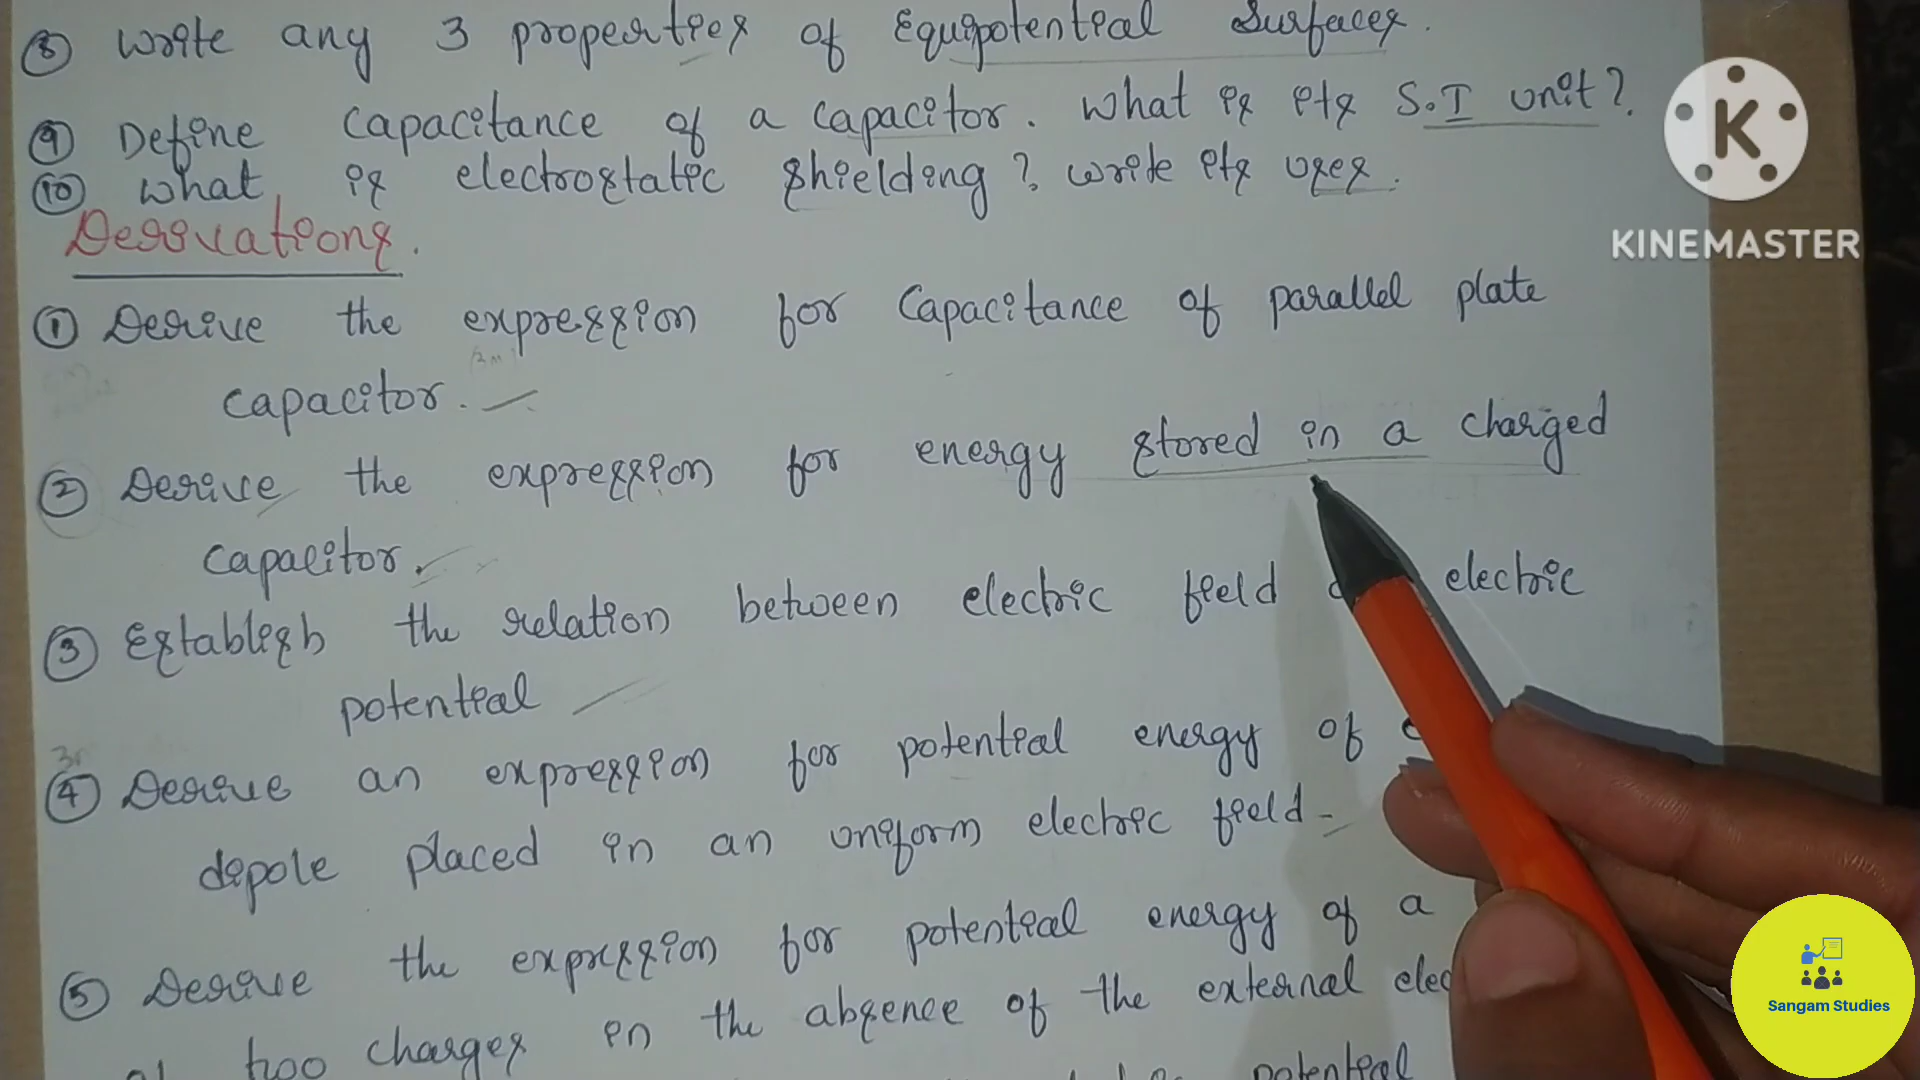 ⑧ Write any 3 properties of Equipotential Surfaces.
⑨ Define capacitance of a capacitor. What is its S.I unit?
⑩ What is electrostatic shielding? Write its uses.
Derivations.
① Derive the expression for Capacitance of parallel plate
capacitor.
② Derive the expression for energy stored in a charged
capacitor.
③ Establish the relation between electric field electric
potential
④ Derive an expression for potential energy of
dipole placed in an uniform electric field
⑤ Derive the expression for potential energy of a
two charges in the absence of the external
potential
KINEMASTER
Sangam Studies